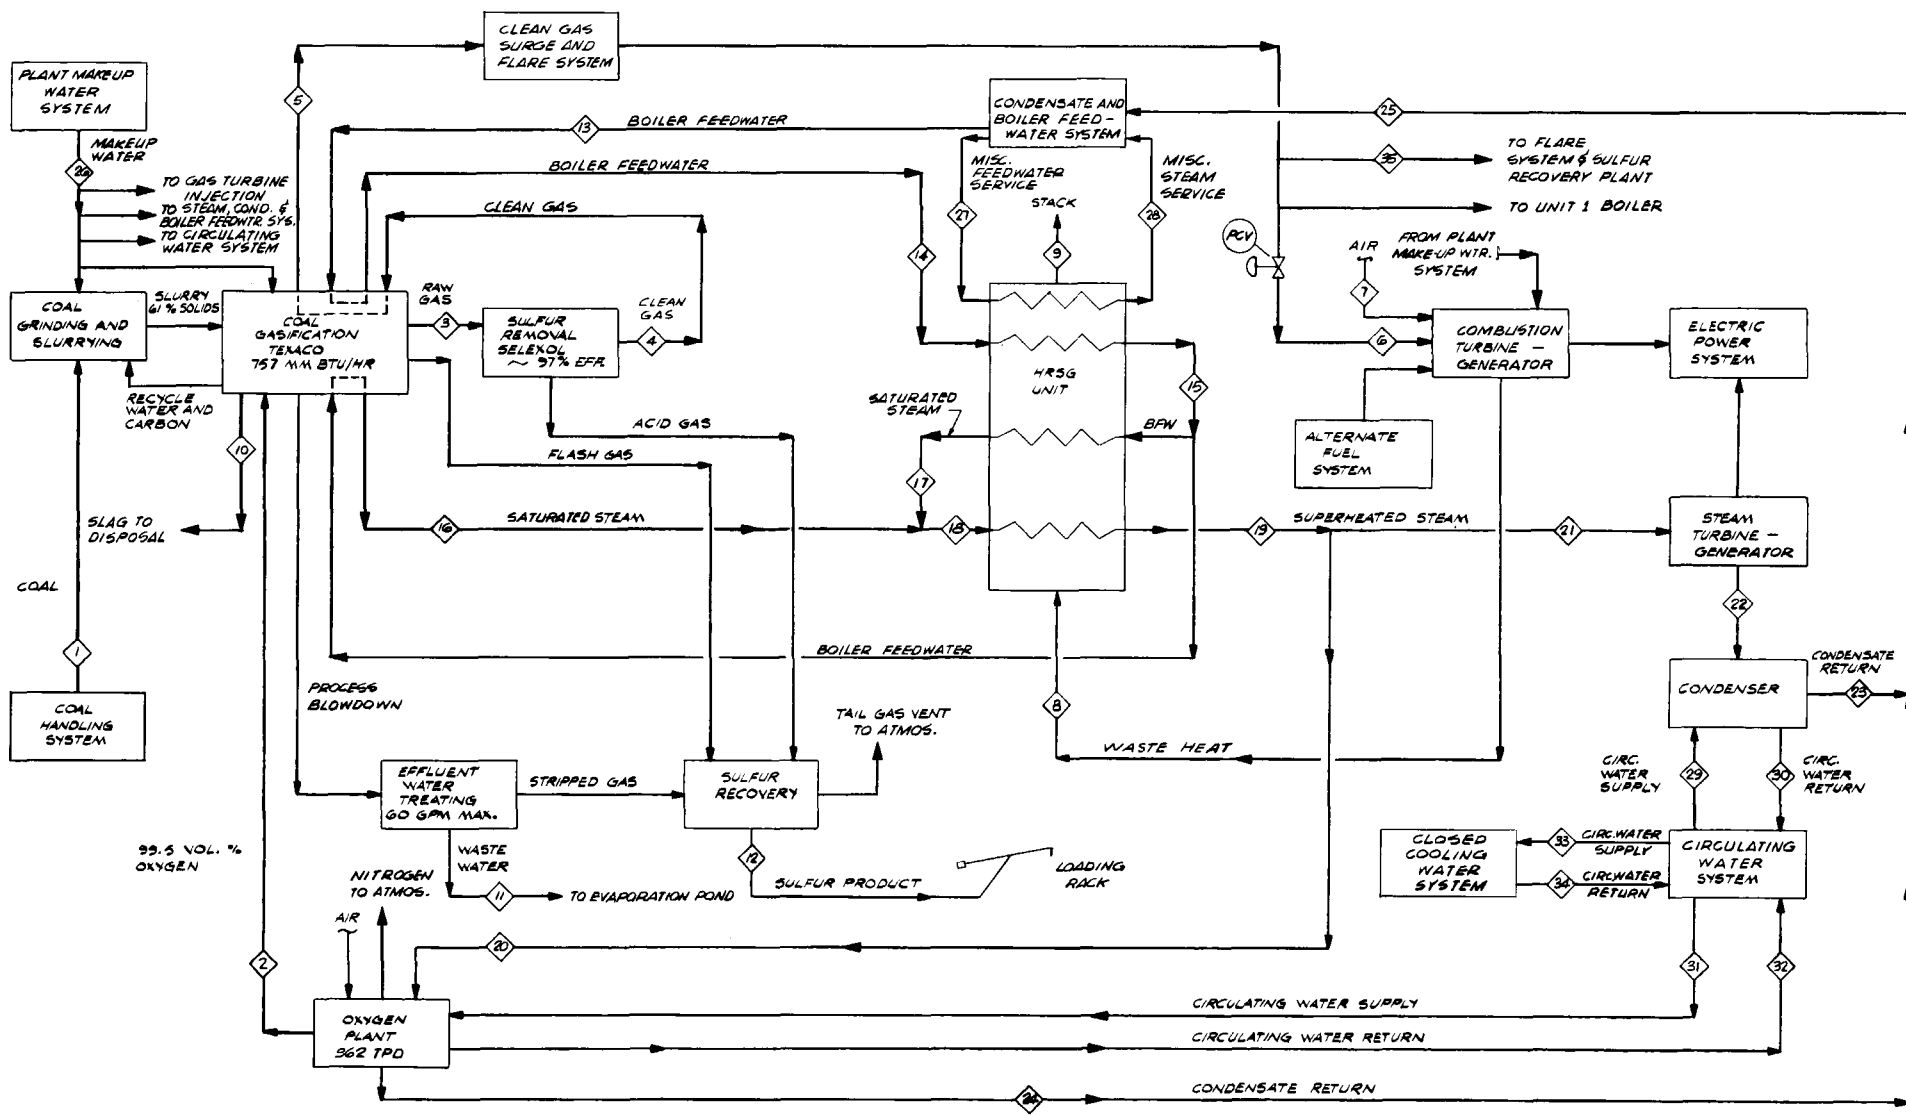 CLEAN GAS
SURGE AND
FLARE SYSTEM
PLANT MAKEUP
WATER
SYSTEM
5
CONDENSATE AND
BOILER FEED-
WATER SYSTEM
25
13
BOILER FEEDWATER
MAKEUP
WATER
26
TO GAS TURBINE
INJECTION
TO STEAM, COND. &
BOILER FEEDWTR SYS.
TO CIRCULATING
WATER SYSTEM
BOILER FEEDWATER
CLEAN GAS
MISC.
FEEDWATER
SERVICE
MISC.
STEAM
SERVICE
STACK
27
28
9
14
TO FLARE
SYSTEM & SULFUR
RECOVERY PLANT
35
TO UNIT 1 BOILER
PCV
AIR
7
FROM PLANT
MAKE-UP WTR.
SYSTEM
COAL
GRINDING AND
SLURRYING
SLURRY
61% SOLIDS
COAL
GASIFICATION
TEXACO
757 MM BTU/HR
RAW
GAS
3
SULFUR
REMOVAL
SELEXOL
~ 97% EFF.
CLEAN
GAS
4
HRSG
UNIT
15
6
COMBUSTION
TURBINE -
GENERATOR
ELECTRIC
POWER
SYSTEM
RECYCLE
WATER AND
CARBON
10
ACID GAS
FLASH GAS
SATURATED
STEAM
17
BFW
ALTERNATE
FUEL
SYSTEM
SLAG TO
DISPOSAL
16
SATURATED STEAM
18
19
SUPERHEATED STEAM
21
STEAM
TURBINE -
GENERATOR
22
COAL
1
COAL
HANDLING
SYSTEM
PROCESS
BLOWDOWN
BOILER FEEDWATER
8
WASTE HEAT
CONDENSER
CONDENSATE
RETURN
23
TAIL GAS VENT
TO ATMOS.
EFFLUENT
WATER
TREATING
60 GPM MAX.
STRIPPED GAS
SULFUR
RECOVERY
CIRC.
WATER
SUPPLY
29
30
CIRC.
WATER
RETURN
99.5 VOL. %
OXYGEN
WASTE
WATER
11
TO EVAPORATION POND
12
SULFUR PRODUCT
LOADING
RACK
CLOSED
COOLING
WATER
SYSTEM
33
CIRC.WATER
SUPPLY
34
CIRC.WATER
RETURN
CIRCULATING
WATER
SYSTEM
NITROGEN
TO ATMOS.
AIR
2
20
31
32
OXYGEN
PLANT
962 TPD
CIRCULATING WATER SUPPLY
CIRCULATING WATER RETURN
24
CONDENSATE RETURN